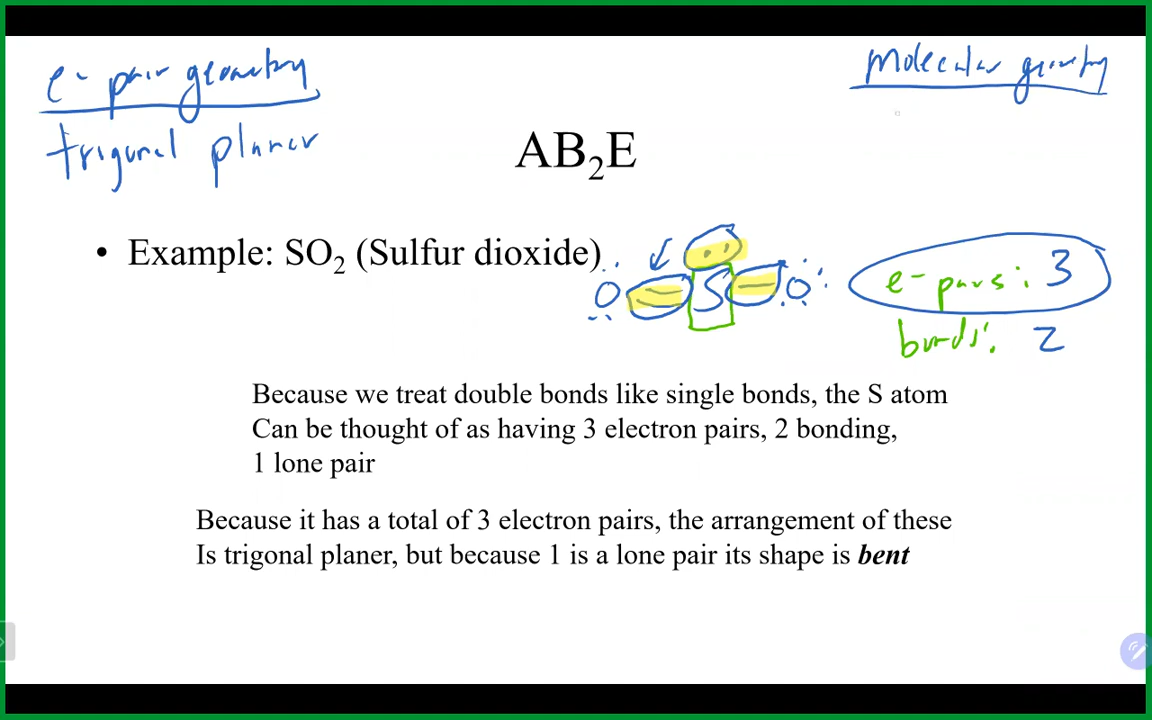 e- pair geometry
trigonal planar
molecular geometry
AB₂E
• Example: SO₂ (Sulfur dioxide)
O = S = O
e- pairs: 3
bonds: 2
Because we treat double bonds like single bonds, the S atom
Can be thought of as having 3 electron pairs, 2 bonding,
1 lone pair
Because it has a total of 3 electron pairs, the arrangement of these
Is trigonal planer, but because 1 is a lone pair its shape is bent